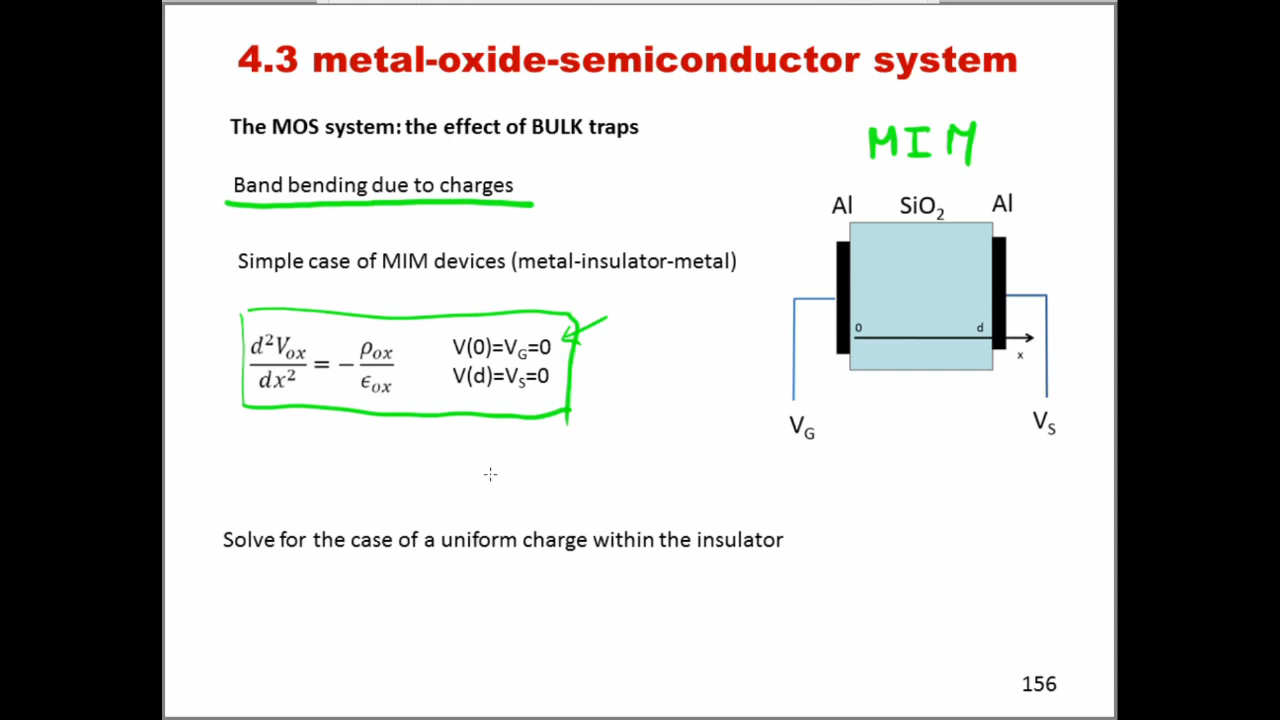 4.3 metal-oxide-semiconductor system
The MOS system: the effect of BULK traps
MIM
Band bending due to charges
Al SiO₂ Al
Simple case of MIM devices (metal-insulator-metal)
d²Vox/dx² = −ρox/ϵox
V(0)=VG=0
V(d)=VS=0
0 d
x
VG VS
Solve for the case of a uniform charge within the insulator
156